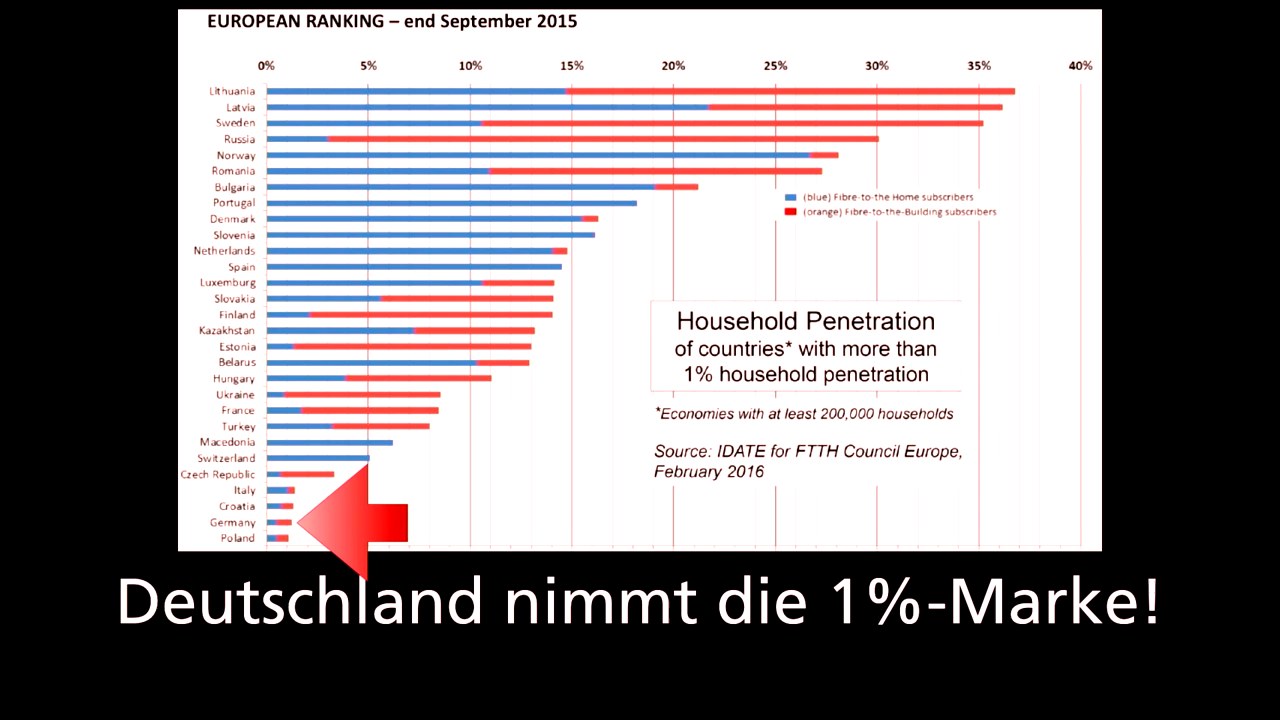 EUROPEAN RANKING – end September 2015
0% 5% 10% 15% 20% 25% 30% 35% 40%
Lithuania
Latvia
Sweden
Russia
Norway
Romania
Bulgaria
(blue) Fibre-to-the Home subscribers
Portugal
(orange) Fibre-to-the-Building subscribers
Denmark
Slovenia
Netherlands
Spain
Luxemburg
Slovakia
Finland
Kazakhstan
Estonia
Belarus
Hungary
Ukraine
France
Turkey
Macedonia
Switzerland
Czech Republic
Italy
Croatia
Germany
Poland
Household Penetration
of countries* with more than
1% household penetration
*Economies with at least 200,000 households
Source: IDATE for FTTH Council Europe,
February 2016
Deutschland nimmt die 1%-Marke!